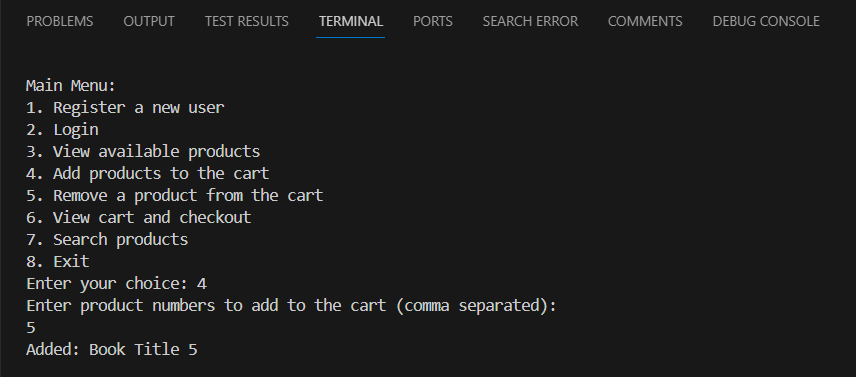 PROBLEMS OUTPUT TEST RESULTS TERMINAL PORTS SEARCH ERROR COMMENTS DEBUG CONSOLE
Main Menu:
1. Register a new user
2. Login
3. View available products
4. Add products to the cart
5. Remove a product from the cart
6. View cart and checkout
7. Search products
8. Exit
Enter your choice: 4
Enter product numbers to add to the cart (comma separated):
5
Added: Book Title 5